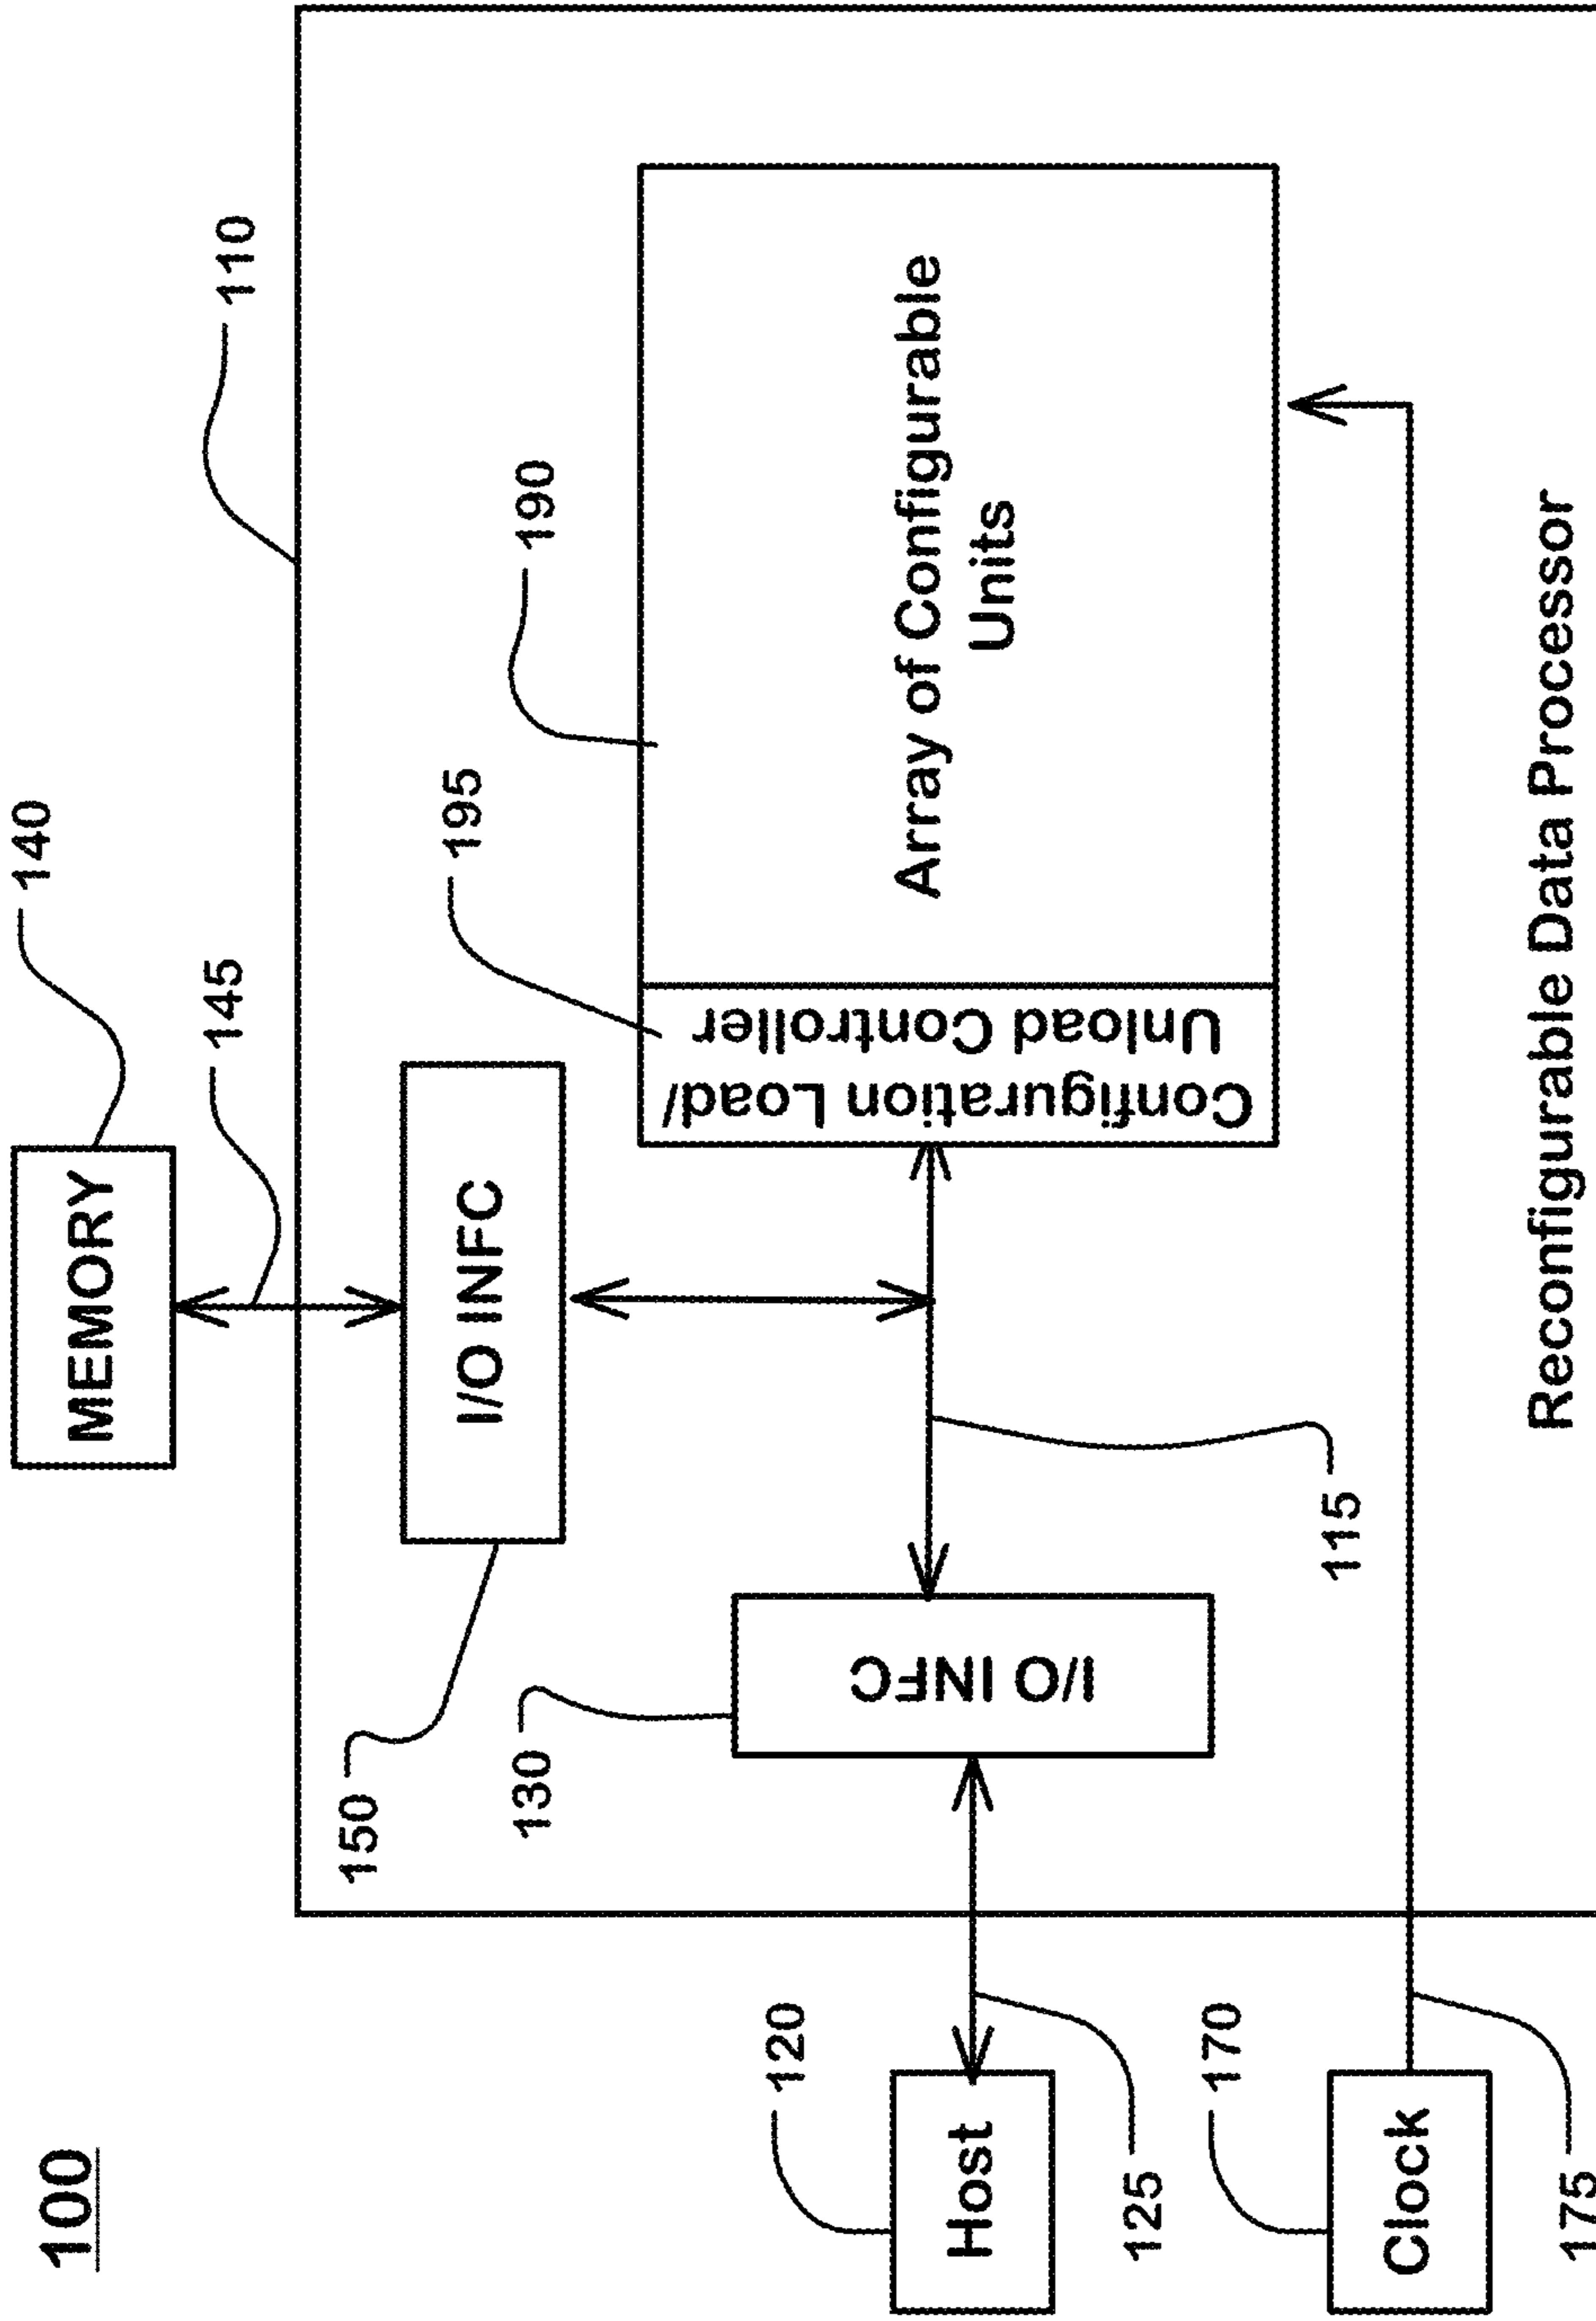 100
MEMORY
140
145
110
I/O INFC
150
195
190
130
I/O INFC
Configuration Load/
Unload Controller
Array of Configurable
Units
120
Host
125
115
170
Clock
175
Reconfigurable Data Processor